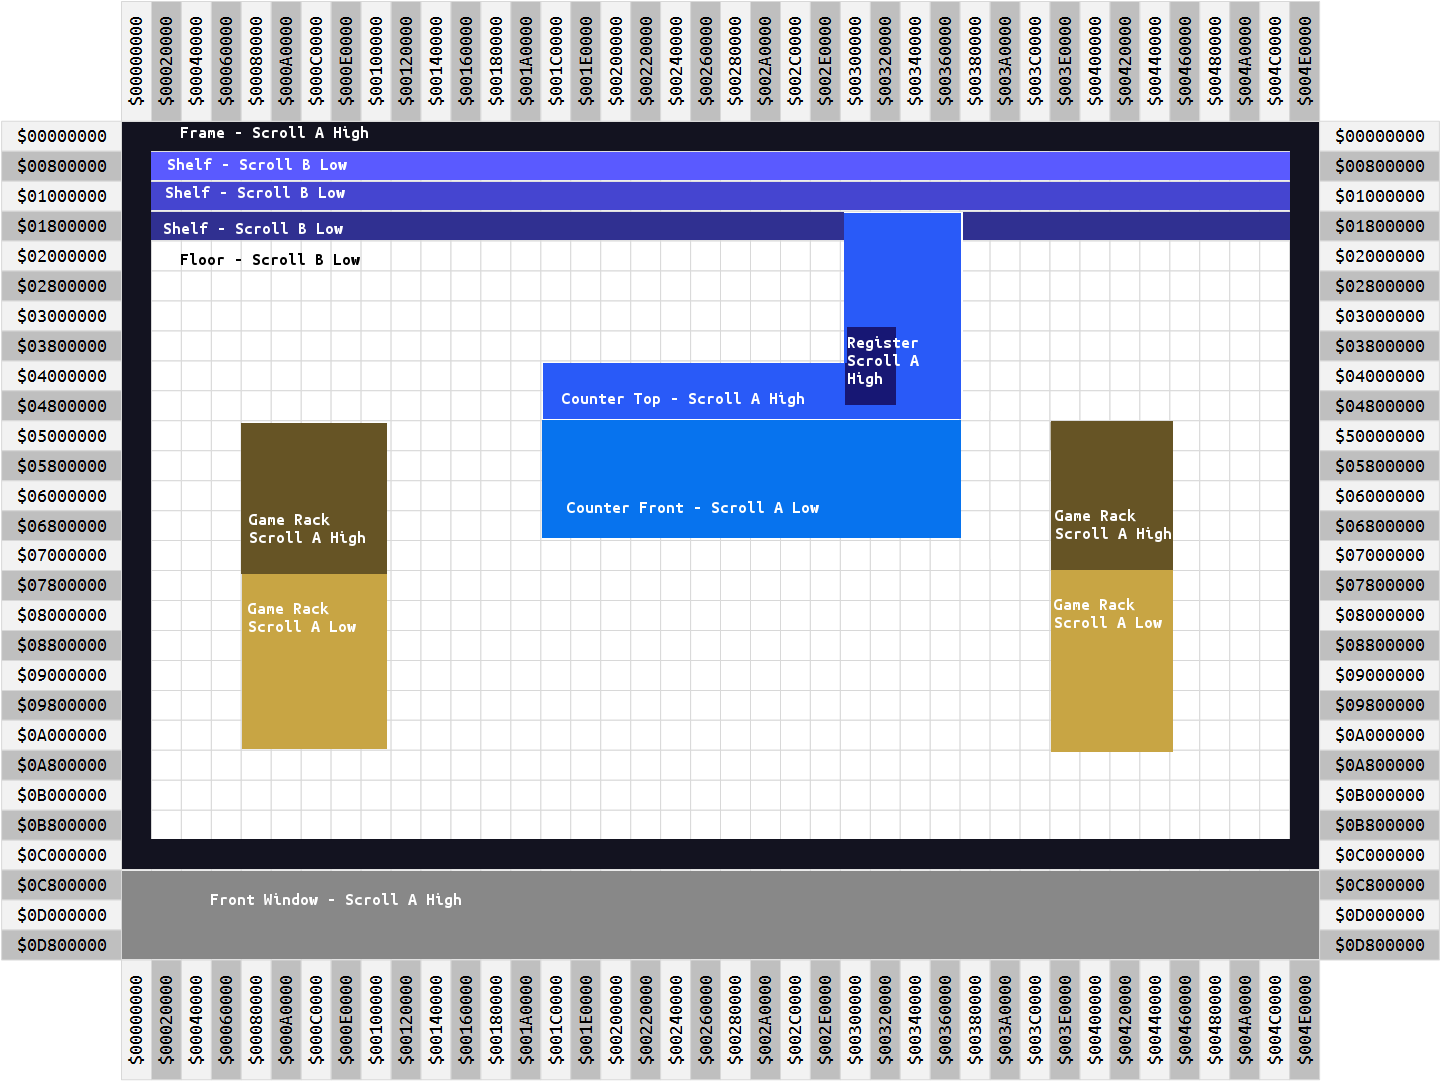 $00000000 $00020000 $00040000 $00060000 $00080000 $000A0000 $000C0000 $000E0000 $00100000 $00120000 $00140000 $00160000 $00180000 $001A0000 $001C0000 $001E0000 $00200000 $00220000 $00240000 $00260000 $00280000 $002A0000 $002C0000 $002E0000 $00300000 $00320000 $00340000 $00360000 $00380000 $003A0000 $003C0000 $003E0000 $00400000 $00420000 $00440000 $00460000 $00480000 $004A0000 $004C0000 $004E0000
$00000000 Frame - Scroll A High $00000000
$00800000 Shelf - Scroll B Low $00800000
$01000000 Shelf - Scroll B Low $01000000
$01800000 Shelf - Scroll B Low $01800000
$02000000 Floor - Scroll B Low $02000000
$02800000 $02800000
$03000000 $03000000
$03800000 Register $03800000
Scroll A
$04000000 High $04000000
$04800000 Counter Top - Scroll A High $04800000
$05000000 $50000000
$05800000 $05800000
$06000000 Counter Front - Scroll A Low $06000000
$06800000 Game Rack Game Rack $06800000
Scroll A High Scroll A High
$07000000 $07000000
$07800000 $07800000
$08000000 Game Rack Game Rack $08000000
Scroll A Low Scroll A Low
$08800000 $08800000
$09000000 $09000000
$09800000 $09800000
$0A000000 $0A000000
$0A800000 $0A800000
$0B000000 $0B000000
$0B800000 $0B800000
$0C000000 $0C000000
$0C800000 Front Window - Scroll A High $0C800000
$0D000000 $0D000000
$0D800000 $0D800000
$00000000 $00020000 $00040000 $00060000 $00080000 $000A0000 $000C0000 $000E0000 $00100000 $00120000 $00140000 $00160000 $00180000 $001A0000 $001C0000 $001E0000 $00200000 $00220000 $00240000 $00260000 $00280000 $002A0000 $002C0000 $002E0000 $00300000 $00320000 $00340000 $00360000 $00380000 $003A0000 $003C0000 $003E0000 $00400000 $00420000 $00440000 $00460000 $00480000 $004A0000 $004C0000 $004E0000